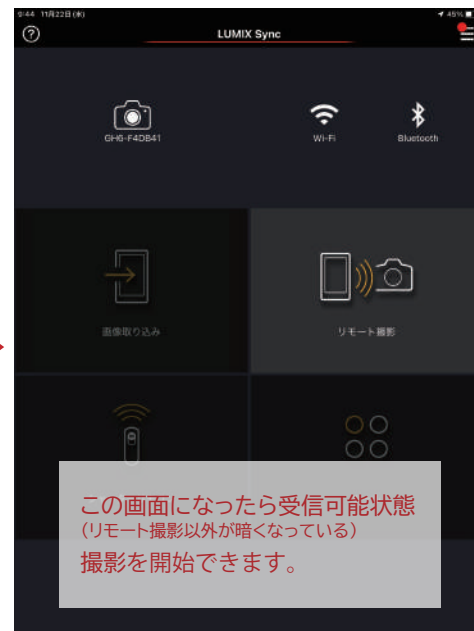 9:44 11月22日(水)
45%
LUMIX Sync
GH6-F4DB41
Wi-Fi
Bluetooth
画像取り込み
リモート撮影
この画面になったら受信可能状態
(リモート撮影以外が暗くなっている)
撮影を開始できます。